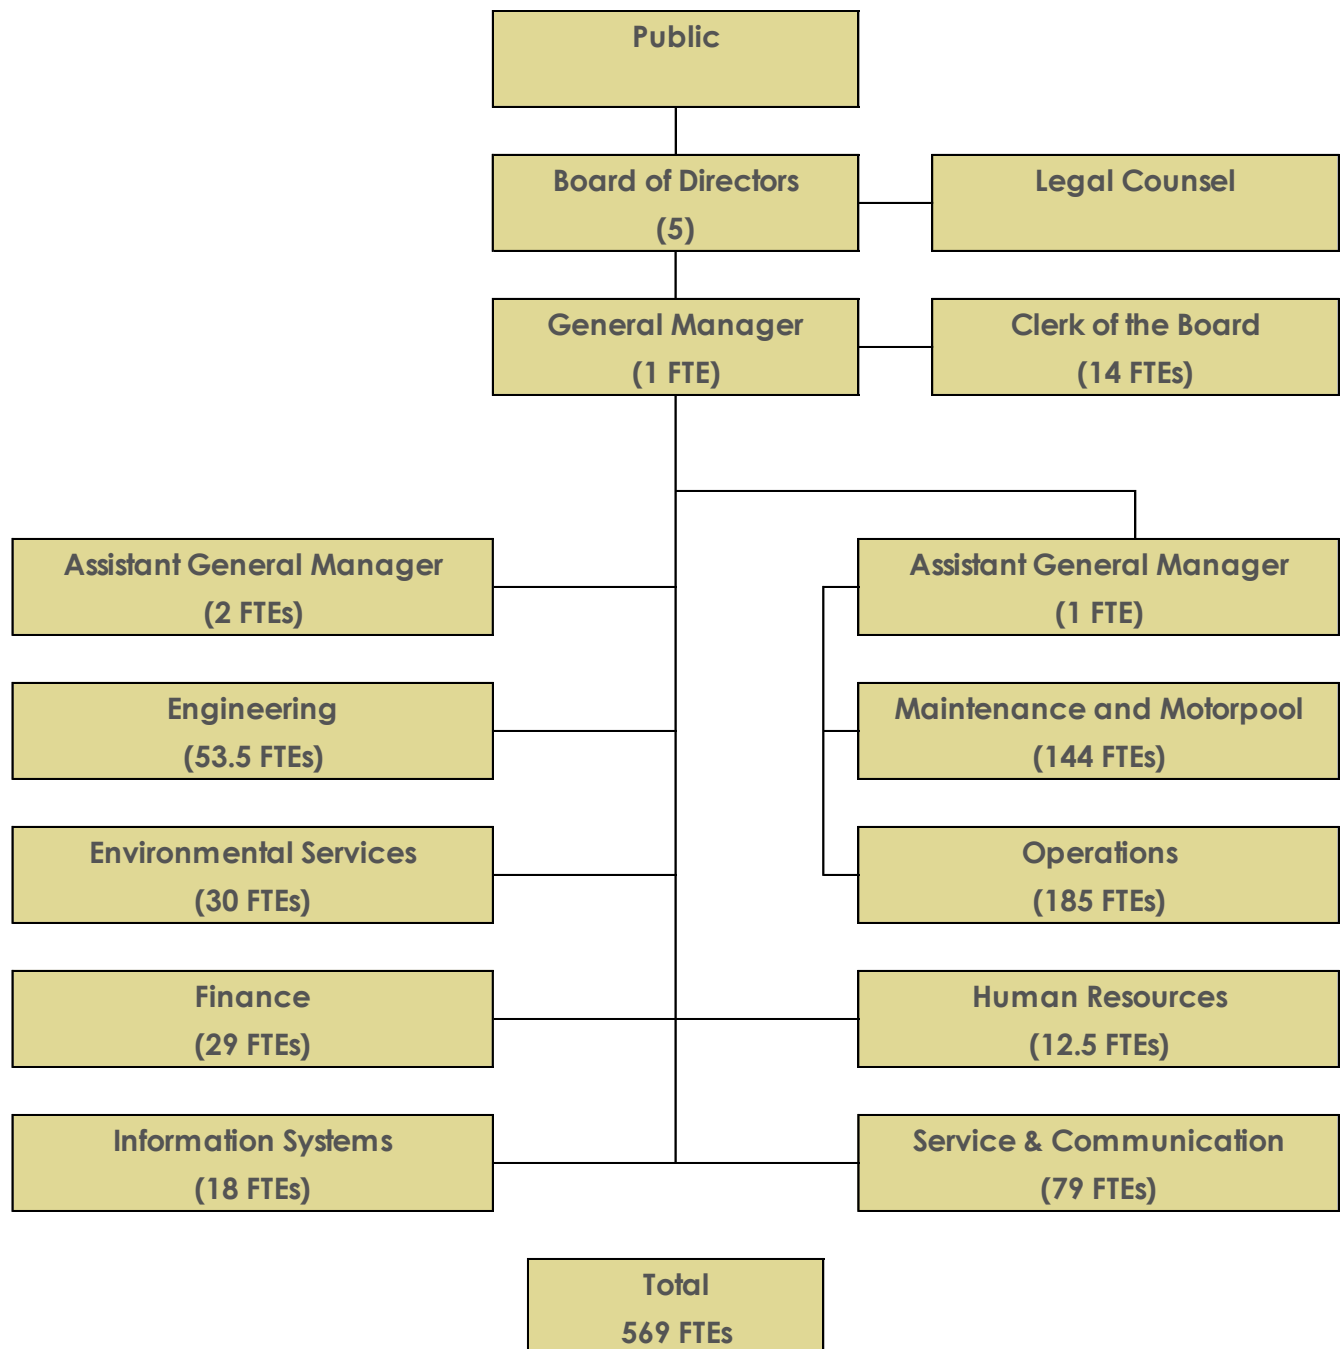 Public
Board of Directors
(5)
Legal Counsel
General Manager
(1 FTE)
Clerk of the Board
(14 FTEs)
Assistant General Manager
(2 FTEs)
Assistant General Manager
(1 FTE)
Engineering
(53.5 FTEs)
Maintenance and Motorpool
(144 FTEs)
Environmental Services
(30 FTEs)
Operations
(185 FTEs)
Finance
(29 FTEs)
Human Resources
(12.5 FTEs)
Information Systems
(18 FTEs)
Service & Communication
(79 FTEs)
Total
569 FTEs